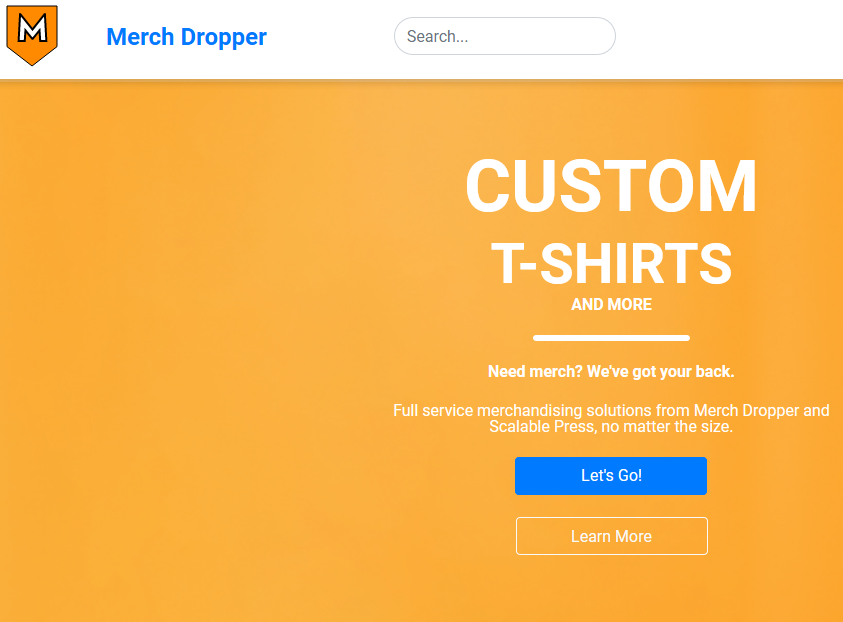 M
Merch Dropper
Search...
CUSTOM
T-SHIRTS
AND MORE
Need merch? We've got your back.
Full service merchandising solutions from Merch Dropper and
Scalable Press, no matter the size.
Let's Go!
Learn More